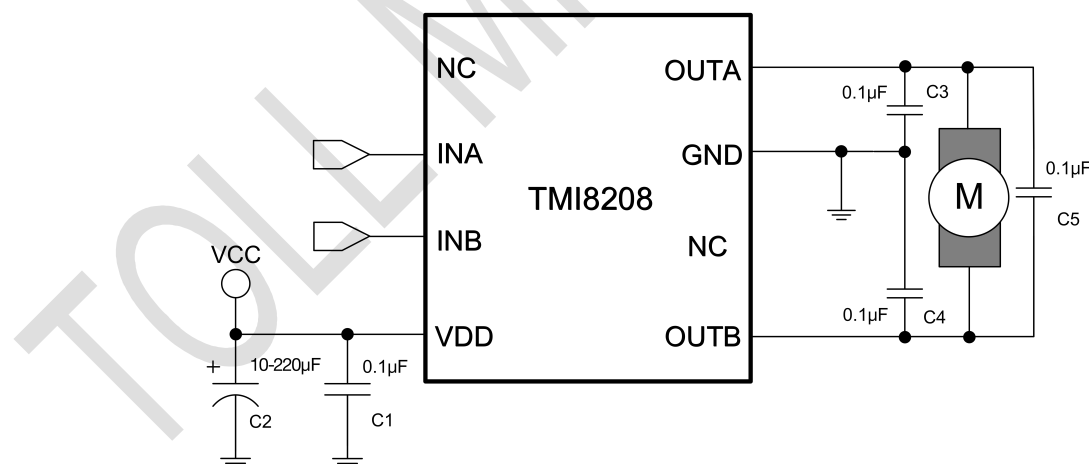 NC
OUTA
0.1μF
C3
INA
GND
0.1μF
TMI8208
M
C5
INB
NC
VCC
0.1μF
C4
VDD
OUTB
+
10-220μF
0.1μF
C2
C1
TOLL M